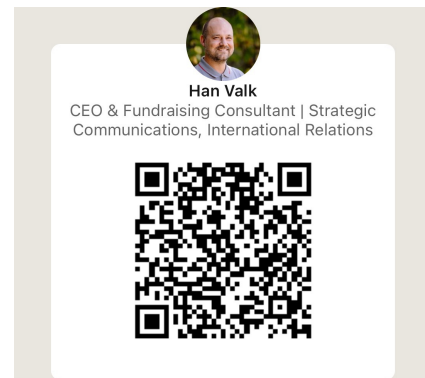 Han Valk
CEO & Fundraising Consultant | Strategic
Communications, International Relations